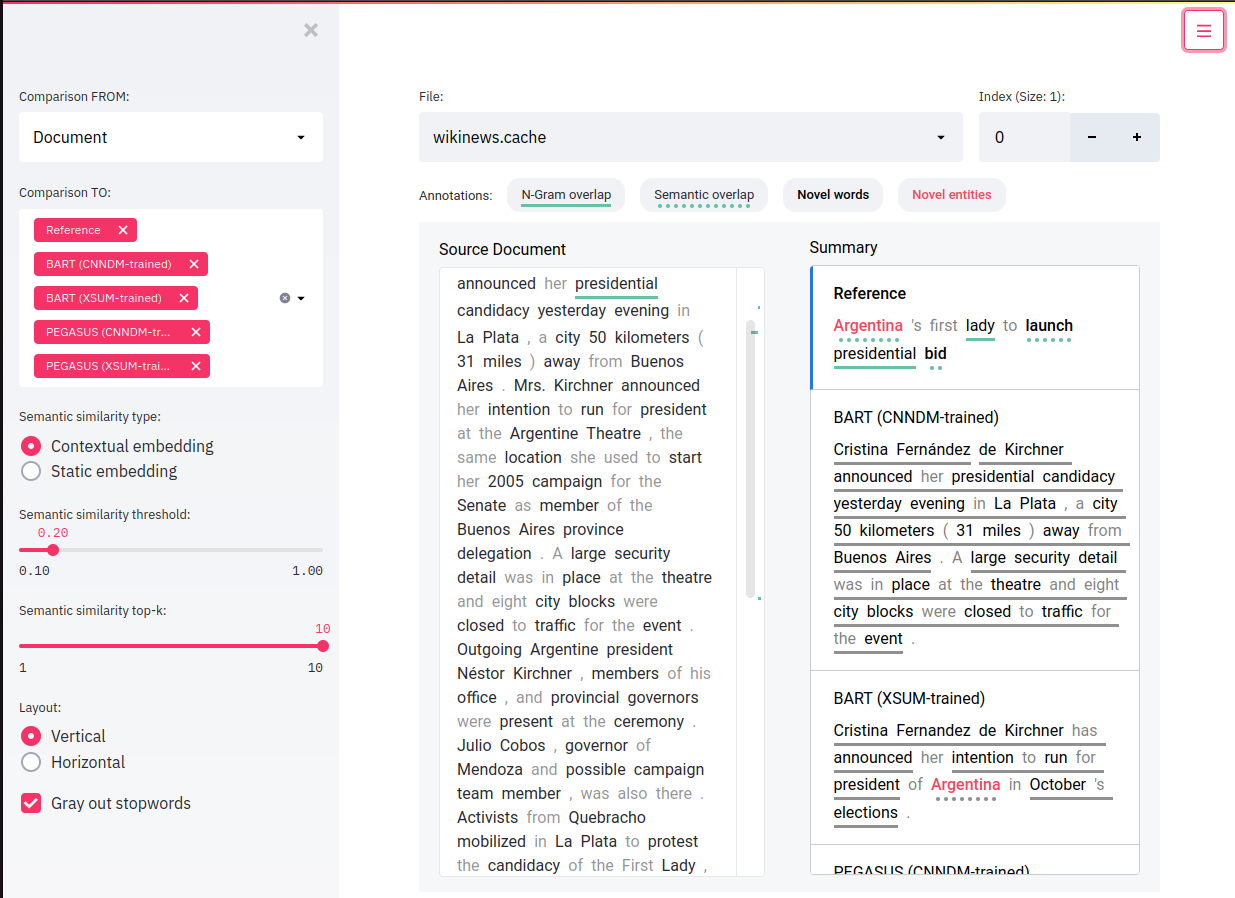 Comparison FROM:
Document
Comparison TO:
Reference
BART (CNNDM-trained)
BART (XSUM-trained)
PEGASUS (CNNDM-tr...
PEGASUS (XSUM-trai...
Semantic similarity type:
Contextual embedding
Static embedding
Semantic similarity threshold:
0.20
0.10 1.00
Semantic similarity top-k:
10
1 10
Layout:
Vertical
Horizontal
Gray out stopwords
File:
wikinews.cache
Index (Size: 1):
0 - +
Annotations: N-Gram overlap Semantic overlap Novel words Novel entities
Source Document
announced her presidential
candidacy yesterday evening in
La Plata , a city 50 kilometers (
31 miles ) away from Buenos
Aires . Mrs. Kirchner announced
her intention to run for president
at the Argentine Theatre , the
same location she used to start
her 2005 campaign for the
Senate as member of the
Buenos Aires province
delegation . A large security
detail was in place at the theatre
and eight city blocks were
closed to traffic for the event .
Outgoing Argentine president
Néstor Kirchner , members of his
office , and provincial governors
were present at the ceremony .
Julio Cobos , governor of
Mendoza and possible campaign
team member , was also there .
Activists from Quebracho
mobilized in La Plata to protest
the candidacy of the First Lady ,
Summary
Reference
Argentina 's first lady to launch
presidential bid
BART (CNNDM-trained)
Cristina Fernández de Kirchner
announced her presidential candidacy
yesterday evening in La Plata , a city
50 kilometers ( 31 miles ) away from
Buenos Aires . A large security detail
was in place at the theatre and eight
city blocks were closed to traffic for
the event .
BART (XSUM-trained)
Cristina Fernandez de Kirchner has
announced her intention to run for
president of Argentina in October 's
elections .
PEGASUS (CNNDM-trained)